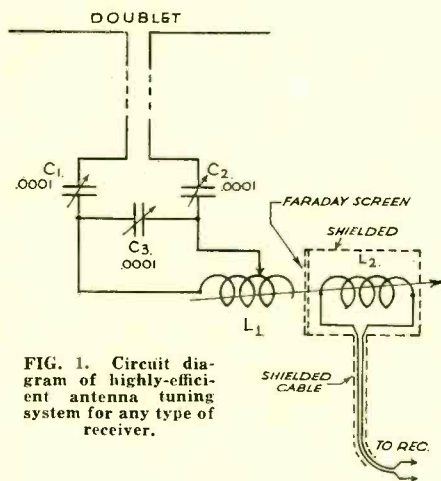 DOUBLET
C1.
.0001
C2.
.0001
C3.
.0001
FARADAY SCREEN
SHIELDED
L2.
L1
SHIELDED
CABLE
TO REC.
FIG. 1. Circuit dia-
gram of highly-effici-
ent antenna tuning
system for any type of
receiver.